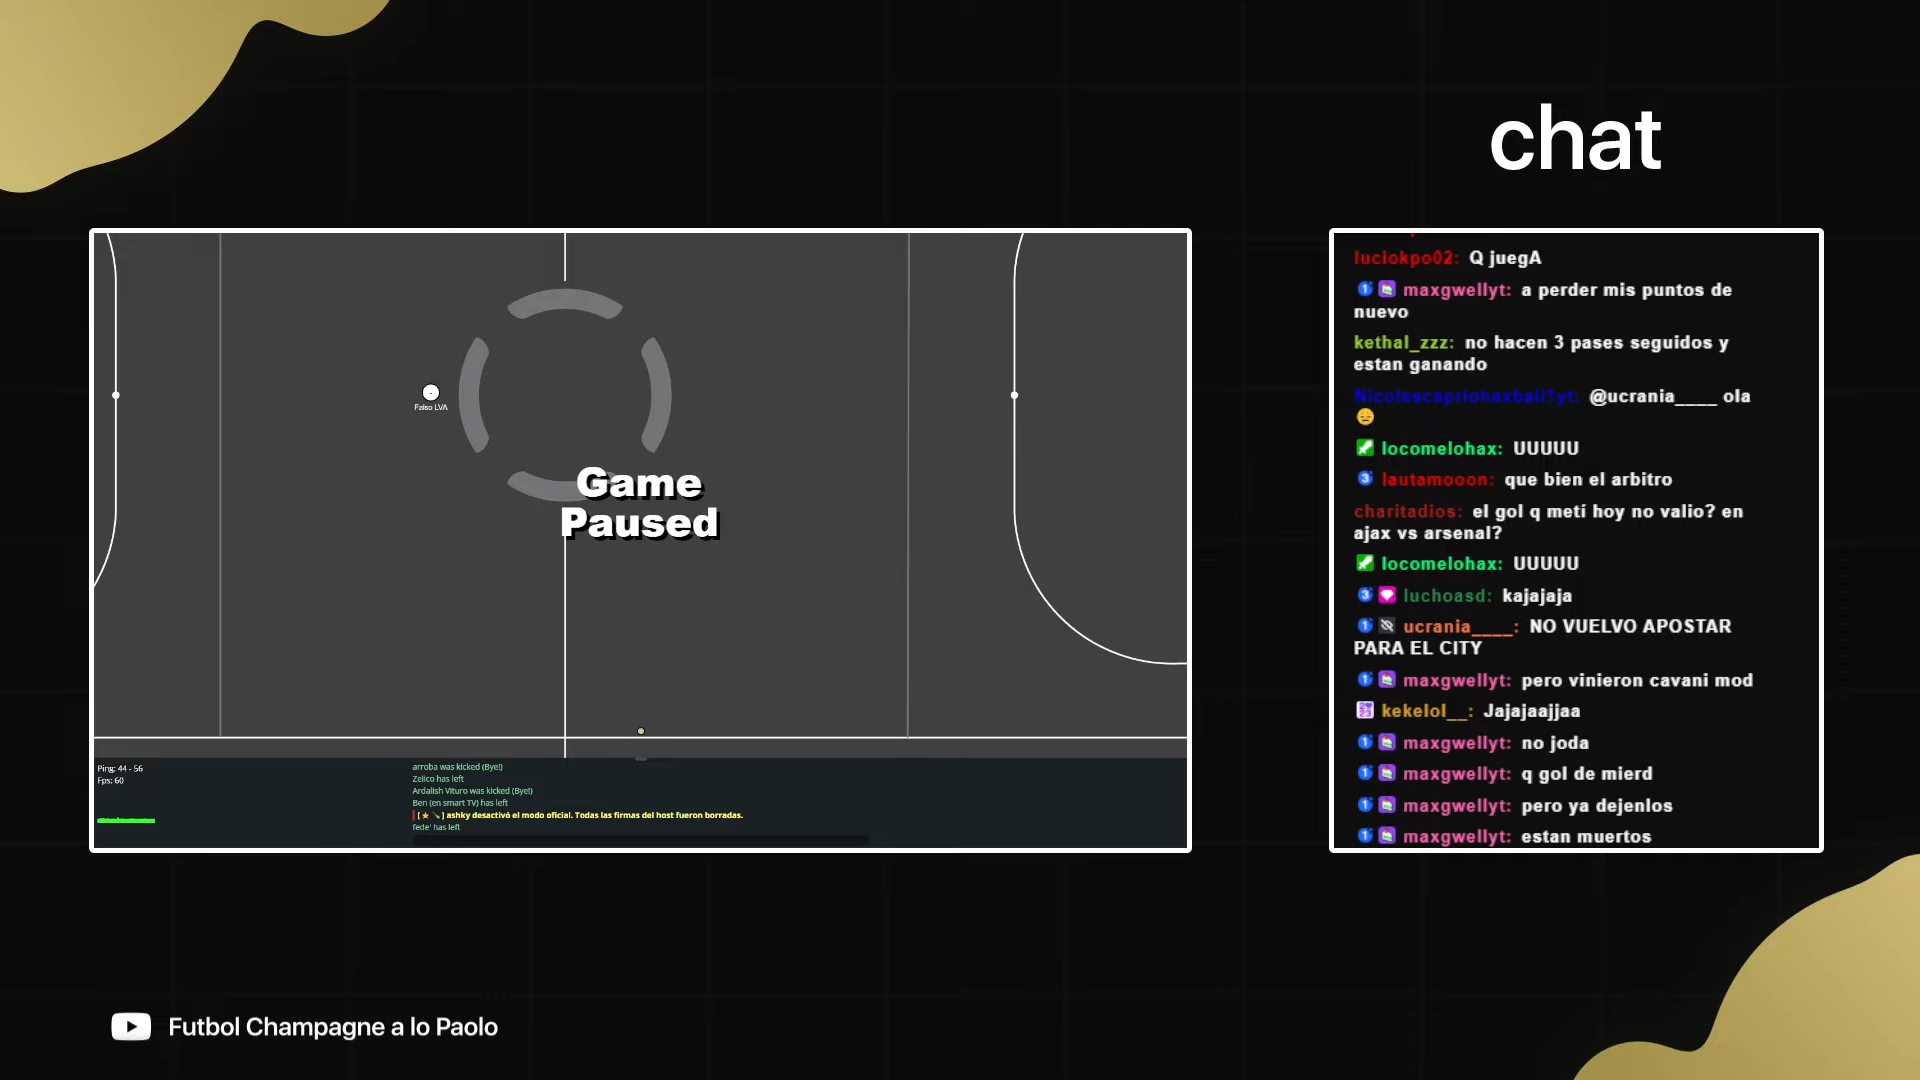 chat
Falso LVA
Game
Paused
Ping: 44 - 56
Fps: 60
arroba was kicked (Bye!)
Zeiico has left
Ardalish Vituro was kicked (Bye!)
Ben (en smart TV) has left
[ ★ ↘ ] ashky desactivó el modo oficial. Todas las firmas del host fueron borradas.
fede' has left
luciokpo02: Q juegA
maxgwellyt: a perder mis puntos de
nuevo
kethal_zzz: no hacen 3 pases seguidos y
estan ganando
Nicolascapriohaxball1yt: @ucrania____ ola
😔
locomelohax: UUUUU
lautamooon: que bien el arbitro
charitadios: el gol q metí hoy no valio? en
ajax vs arsenal?
locomelohax: UUUUU
luchoasd: kajajaja
ucrania____: NO VUELVO APOSTAR
PARA EL CITY
maxgwellyt: pero vinieron cavani mod
kekelol__: Jajajaajjaa
maxgwellyt: no joda
maxgwellyt: q gol de mierd
maxgwellyt: pero ya dejenlos
maxgwellyt: estan muertos
Futbol Champagne a lo Paolo